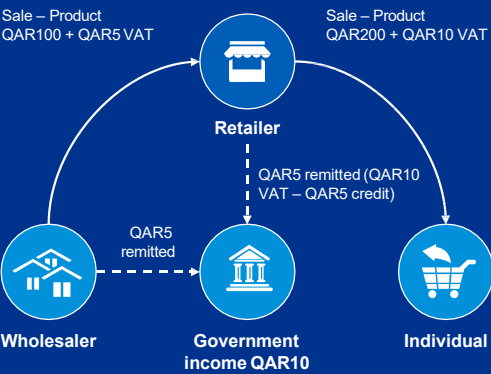 Sale – Product
QAR100 + QAR5 VAT
Sale – Product
QAR200 + QAR10 VAT
Retailer
QAR5 remitted (QAR10
VAT – QAR5 credit)
QAR5
remitted
Wholesaler
Government
income QAR10
Individual